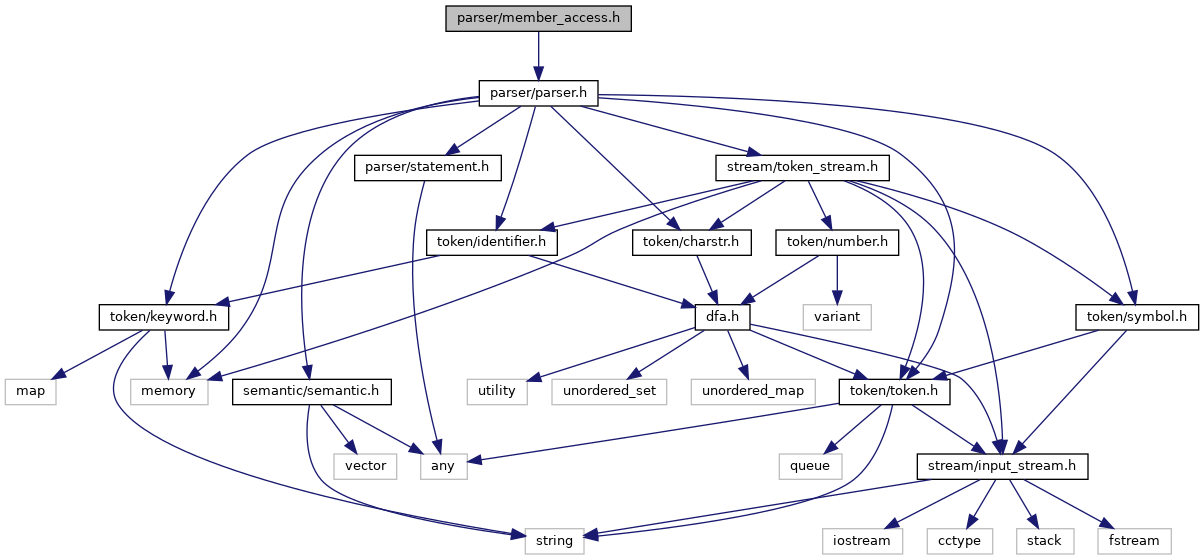 parser/member_access.h
parser/parser.h
parser/statement.h
stream/token_stream.h
token/identifier.h
token/charstr.h
token/number.h
token/keyword.h
dfa.h
variant
token/symbol.h
map
memory
semantic/semantic.h
utility
unordered_set
unordered_map
token/token.h
vector
any
queue
stream/input_stream.h
string
iostream
cctype
stack
fstream